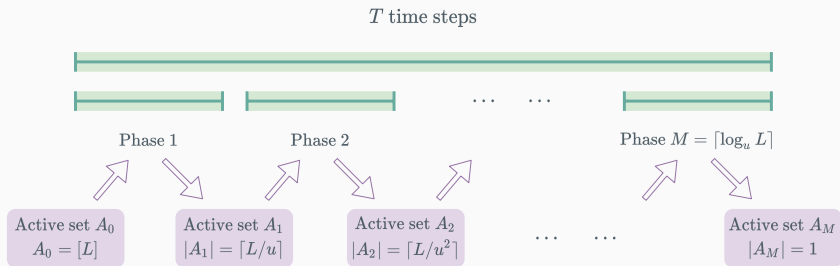 T time steps
... ...
Phase 1 Phase 2 Phase M = ⌈log_u L⌉
Active set A_0 Active set A_1 Active set A_2 ... ... Active set A_M
A_0 = [L] |A_1| = ⌈L/u⌉ |A_2| = ⌈L/u²⌉ |A_M| = 1